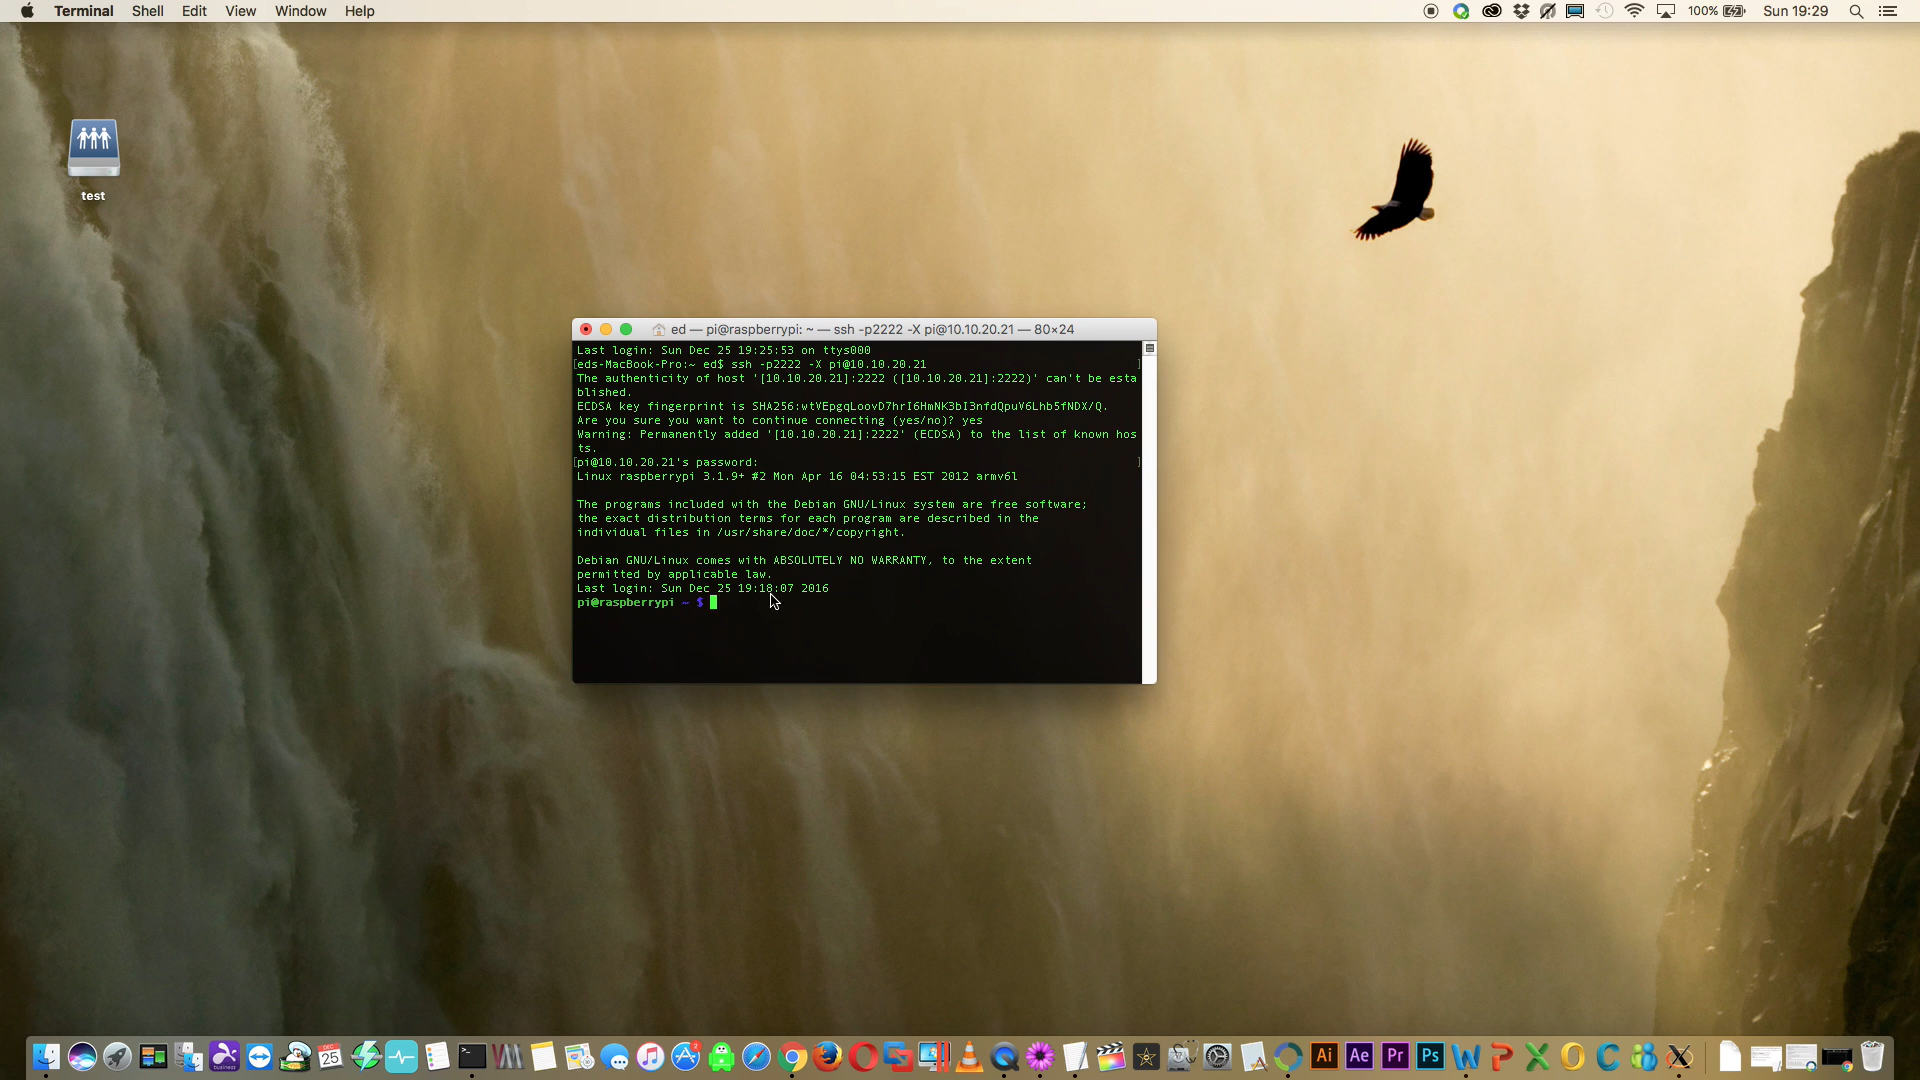 Terminal Shell Edit View Window Help 100% Sun 19:29
test
ed — pi@raspberrypi: ~ — ssh -p2222 -X pi@10.10.20.21 — 80×24
Last login: Sun Dec 25 19:25:53 on ttys000
[eds-MacBook-Pro:~ ed$ ssh -p2222 -X pi@10.10.20.21 ]
The authenticity of host '[10.10.20.21]:2222 ([10.10.20.21]:2222)' can't be esta
blished.
ECDSA key fingerprint is SHA256:wtVEpgqLoovD7hrI6HmNK3bI3nfdQpuV6Lhb5fNDX/Q.
Are you sure you want to continue connecting (yes/no)? yes
Warning: Permanently added '[10.10.20.21]:2222' (ECDSA) to the list of known hos
ts.
[pi@10.10.20.21's password: ]
Linux raspberrypi 3.1.9+ #2 Mon Apr 16 04:53:15 EST 2012 armv6l
The programs included with the Debian GNU/Linux system are free software;
the exact distribution terms for each program are described in the
individual files in /usr/share/doc/*/copyright.
Debian GNU/Linux comes with ABSOLUTELY NO WARRANTY, to the extent
permitted by applicable law.
Last login: Sun Dec 25 19:18:07 2016
pi@raspberrypi ~ $
business DEC 25 2 Ai Ae Pr Ps